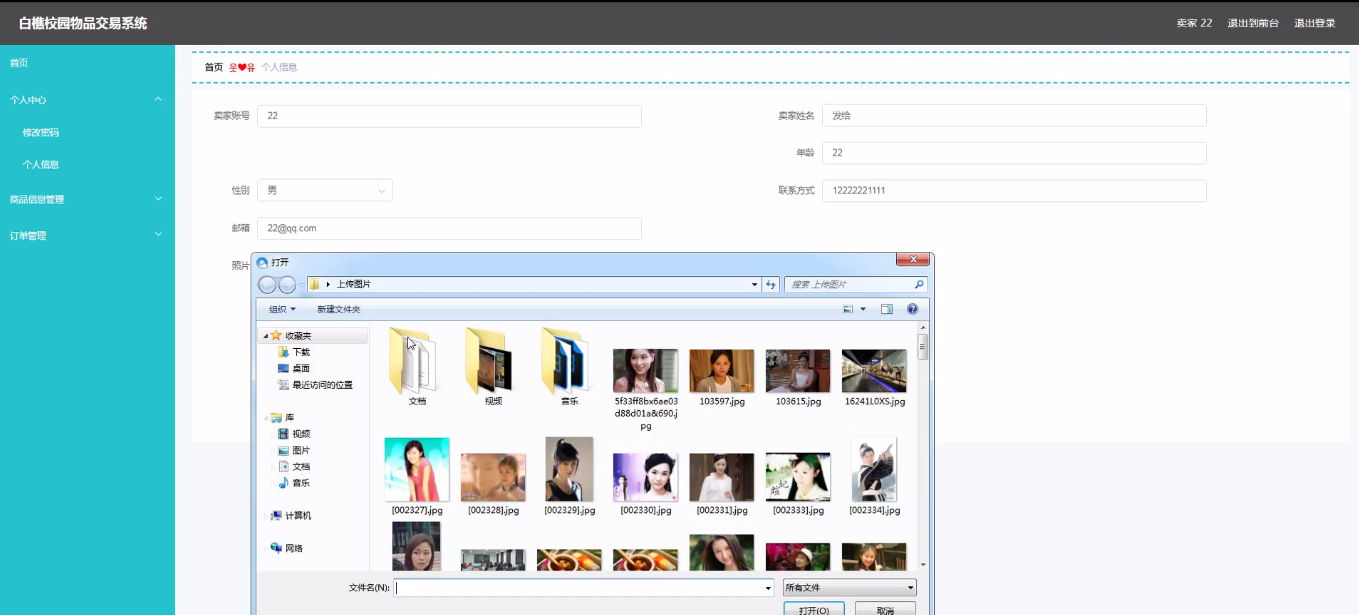 白樵校园物品交易系统
卖家 22 退出到前台 退出登录
首页
个人中心
修改密码
个人信息
商品信息管理
订单管理
首页 웃❤유 个人信息
卖家账号 22
卖家姓名 发给
年龄 22
性别 男
联系方式 12222221111
邮箱 22@qq.com
照片
打开
上传图片
搜索 上传图片
组织 新建文件夹
收藏夹
下载
桌面
最近访问的位置
库
视频
图片
文档
音乐
计算机
网络
文档 视频 音乐
5f33ff8bx6ae03
d88d01a&690.j
pg
103597.jpg 103615.jpg 16241L0XS.jpg
[002327].jpg [002328].jpg [002329].jpg [002330].jpg [002331].jpg [002333].jpg [002334].jpg
文件名(N): 所有文件
打开(O) 取消